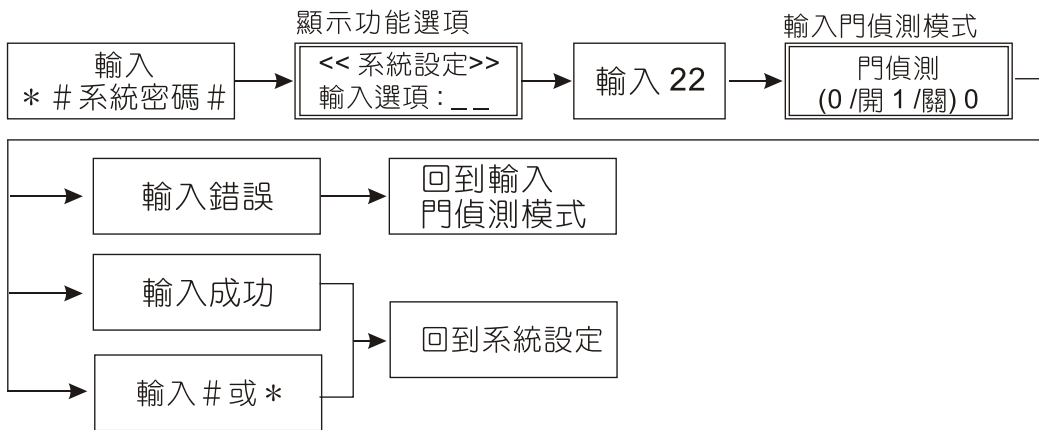 顯示功能選項
輸入門偵測模式
輸入
＊＃系統密碼＃
<< 系統設定>>
輸入選項:_ _
輸入 22
門偵測
(0 /開 1 /關) 0
輸入錯誤
回到輸入
門偵測模式
輸入成功
回到系統設定
輸入＃或＊